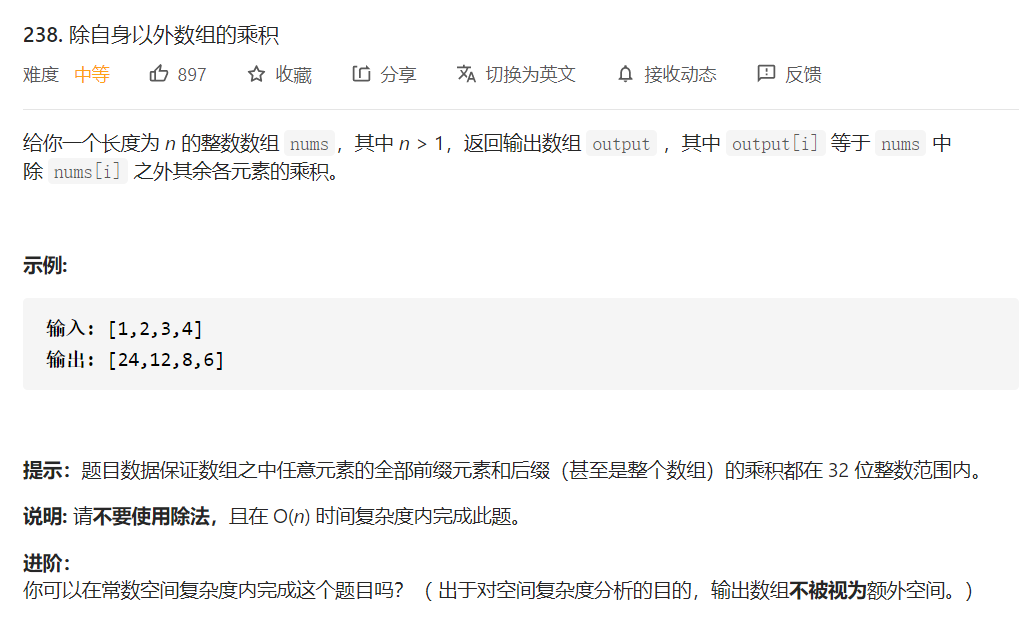 238. 除自身以外数组的乘积
难度 中等 897 收藏 分享 切换为英文 接收动态 反馈
给你一个长度为 n 的整数数组 nums，其中 n > 1，返回输出数组 output ，其中 output[i] 等于 nums 中
除 nums[i] 之外其余各元素的乘积。
示例:
输入: [1,2,3,4]
输出: [24,12,8,6]
提示：题目数据保证数组之中任意元素的全部前缀元素和后缀（甚至是整个数组）的乘积都在 32 位整数范围内。
说明: 请不要使用除法，且在 O(n) 时间复杂度内完成此题。
进阶：
你可以在常数空间复杂度内完成这个题目吗？（ 出于对空间复杂度分析的目的，输出数组不被视为额外空间。）